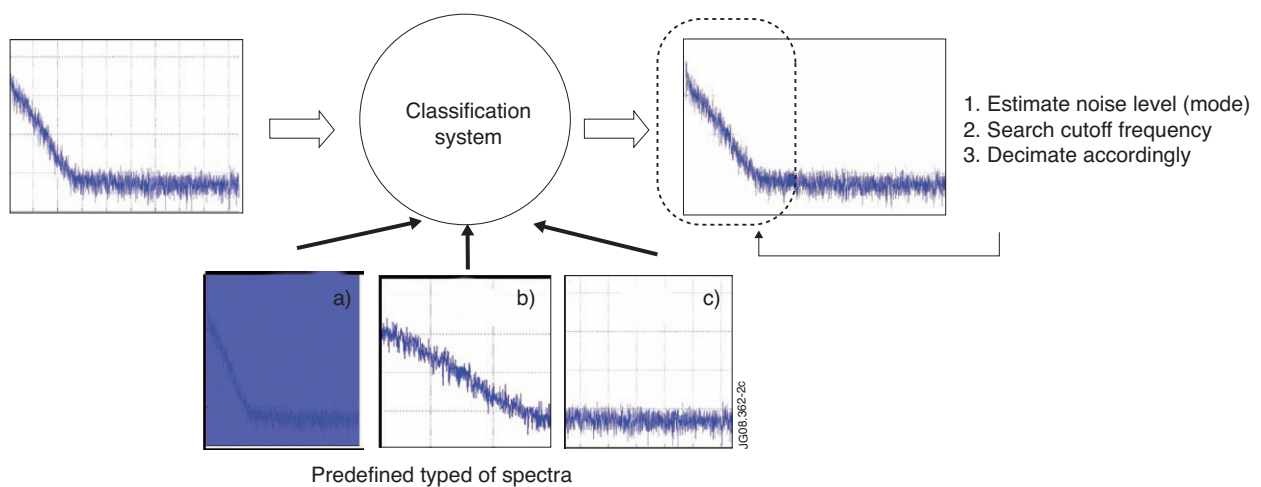 Classification
system
1. Estimate noise level (mode)
2. Search cutoff frequency
3. Decimate accordingly
a)
b)
c)
JG08.362-2c
Predefined typed of spectra